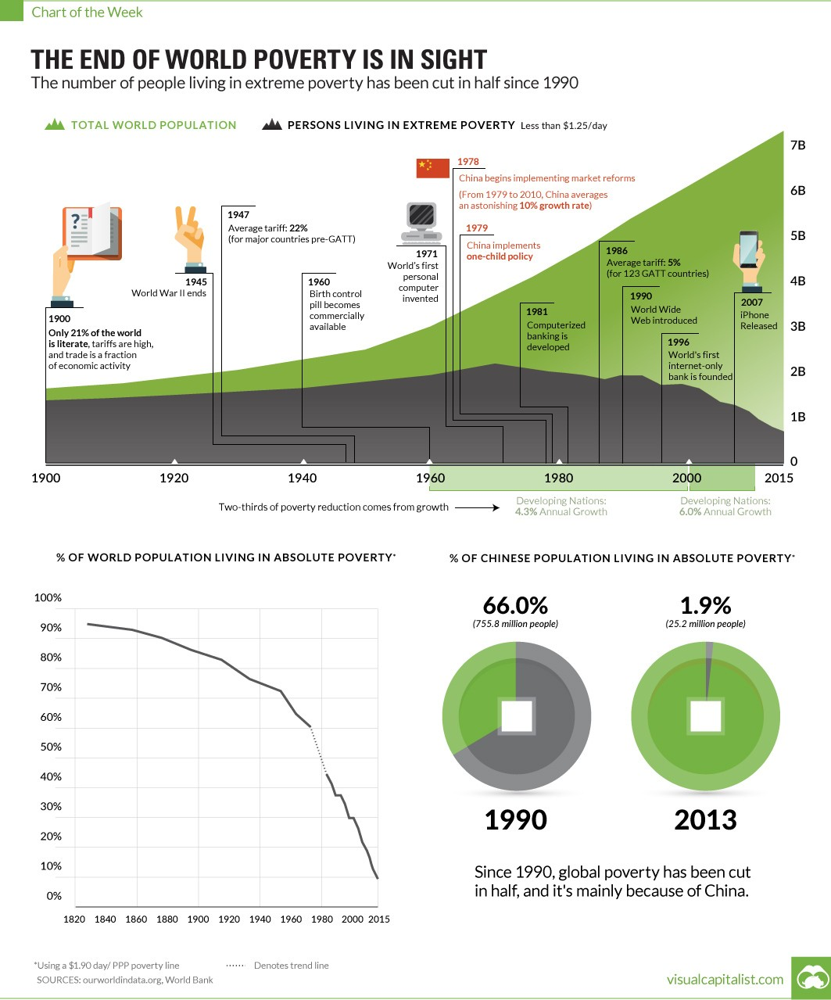 Chart of the Week
THE END OF WORLD POVERTY IS IN SIGHT
The number of people living in extreme poverty has been cut in half since 1990
TOTAL WORLD POPULATION
PERSONS LIVING IN EXTREME POVERTY Less than $1.25/day
7B
6B
5B
4B
3B
2B
1B
0
?
1900
Only 21% of the world
is literate, tariffs are high,
and trade is a fraction
of economic activity
1945
World War II ends
1947
Average tariff: 22%
(for major countries pre-GATT)
1960
Birth control
pill becomes
commercially
available
1971
World's first
personal
computer
invented
1978
China begins implementing market reforms
(From 1979 to 2010, China averages
an astonishing 10% growth rate)
1979
China implements
one-child policy
1981
Computerized
banking is
developed
1986
Average tariff: 5%
(for 123 GATT countries)
1990
World Wide
Web introduced
1996
World's first
internet-only
bank is founded
2007
iPhone
Released
1900 1920 1940 1960 1980 2000 2015
Two-thirds of poverty reduction comes from growth
Developing Nations:
4.3% Annual Growth
Developing Nations:
6.0% Annual Growth
% OF WORLD POPULATION LIVING IN ABSOLUTE POVERTY*
100%
90%
80%
70%
60%
50%
40%
30%
20%
10%
0%
1820 1840 1860 1880 1900 1920 1940 1960 1980 2000 2015
% OF CHINESE POPULATION LIVING IN ABSOLUTE POVERTY*
66.0%
(755.8 million people)
1990
1.9%
(25.2 million people)
2013
Since 1990, global poverty has been cut
in half, and it's mainly because of China.
*Using a $1.90 day/ PPP poverty line
Denotes trend line
SOURCES: ourworldindata.org, World Bank
visualcapitalist.com